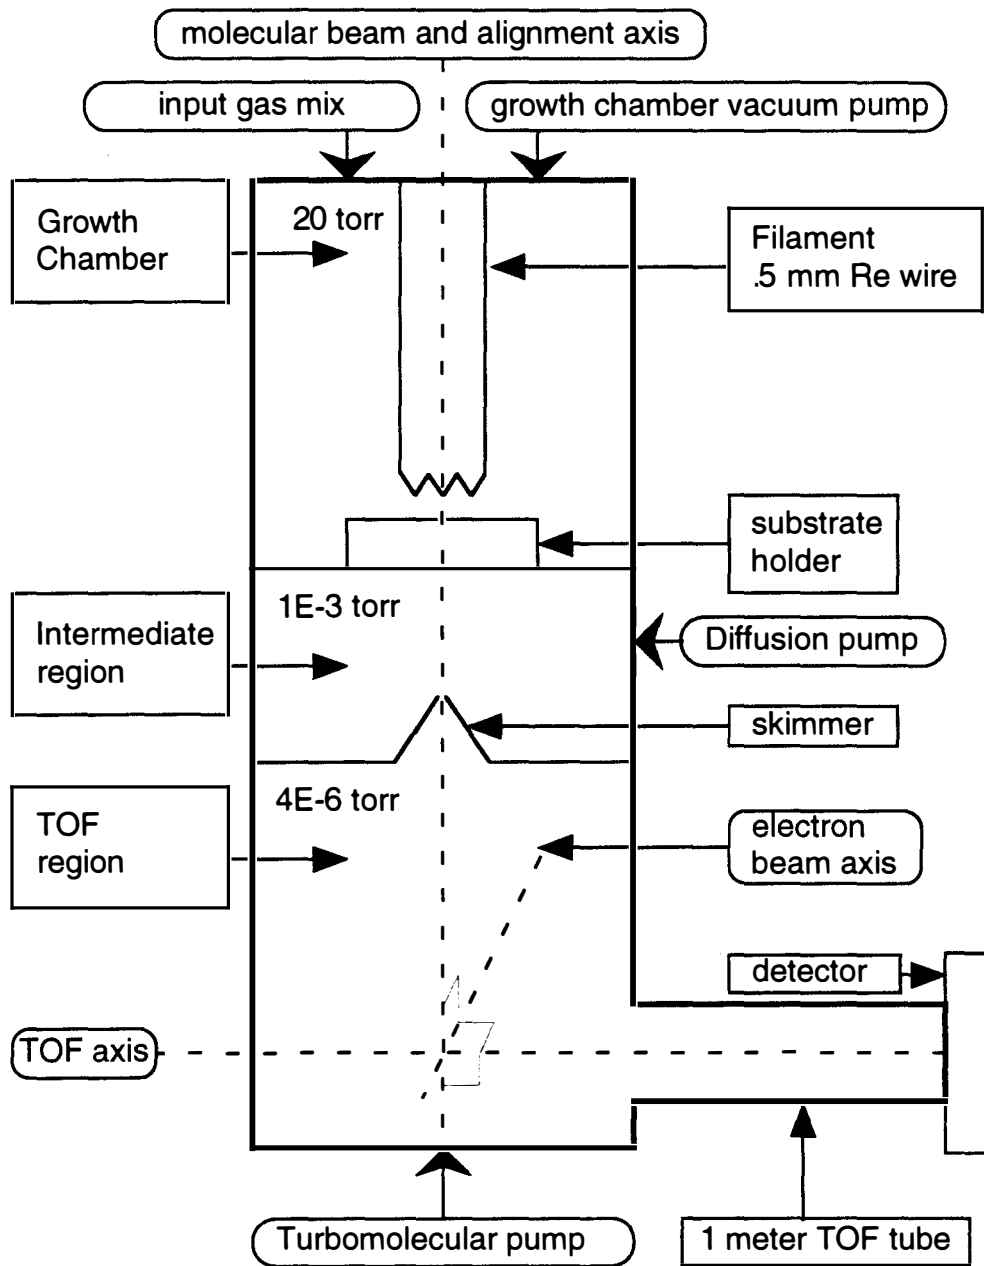 molecular beam and alignment axis
input gas mix
growth chamber vacuum pump
Growth
Chamber
20 torr
Filament
.5 mm Re wire
substrate
holder
1E-3 torr
Intermediate
region
Diffusion pump
skimmer
4E-6 torr
TOF
region
electron
beam axis
detector
TOF axis
Turbomolecular pump
1 meter TOF tube